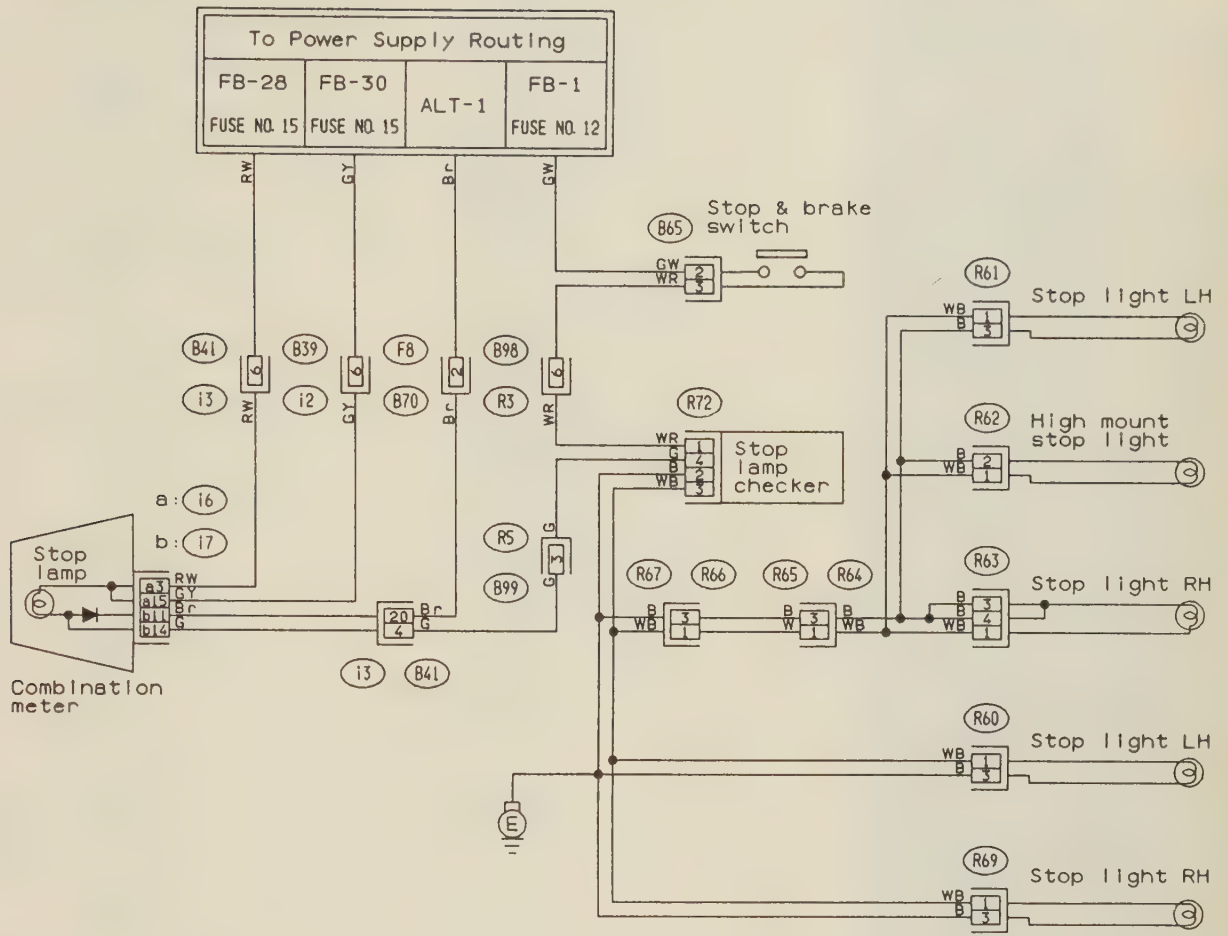 To Power Supply Routing
FB-28
FUSE NO. 15
FB-30
FUSE NO. 15
ALT-1
FB-1
FUSE NO. 12
RW
GY
Br
GW
B65
Stop & brake
switch
GW
WR
2
3
R61
Stop light LH
WB
B
1
3
B41
i3
6
RW
B39
i2
6
GY
F8
B70
2
Br
B98
R3
6
WR
R72
WR
G
B
WB
1
4
2
3
Stop
lamp
checker
R62
High mount
stop light
B
WB
2
1
a: i6
b: i7
Stop
lamp
a3
a15
b11
b14
RW
GY
Br
G
Combination
meter
20
4
Br
G
i3
B41
G
R5
B99
3
G
R67
R66
B
WB
3
1
R65
R64
B
W
3
1
B
WB
R63
Stop light RH
B
B
WB
3
4
1
R60
Stop light LH
WB
B
1
3
E
R69
Stop light RH
WB
B
1
3